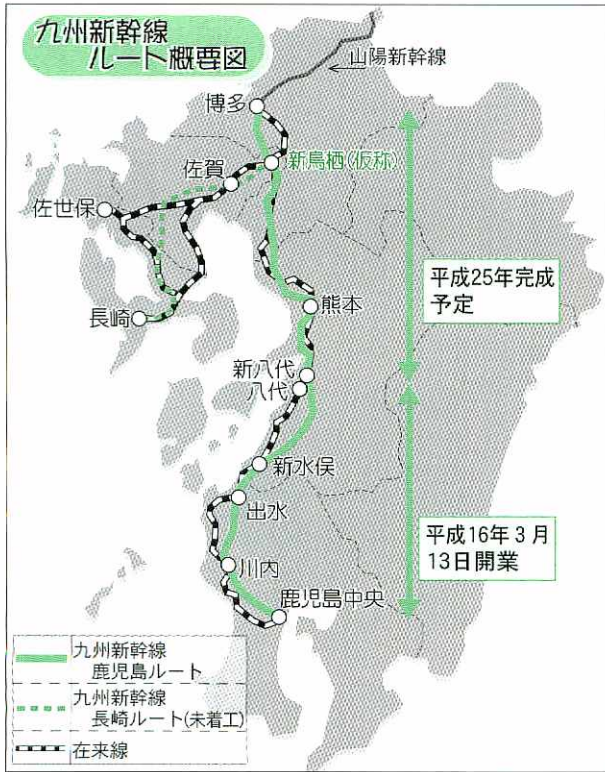 九州新幹線
ルート概要図
山陽新幹線
博多
新鳥栖(仮称)
佐賀
佐世保
長崎
熊本
平成25年完成
予定
新八代
八代
新水俣
出水
川内
鹿児島中央
平成16年3月
13日開業
九州新幹線
鹿児島ルート
九州新幹線
長崎ルート(未着工)
在来線